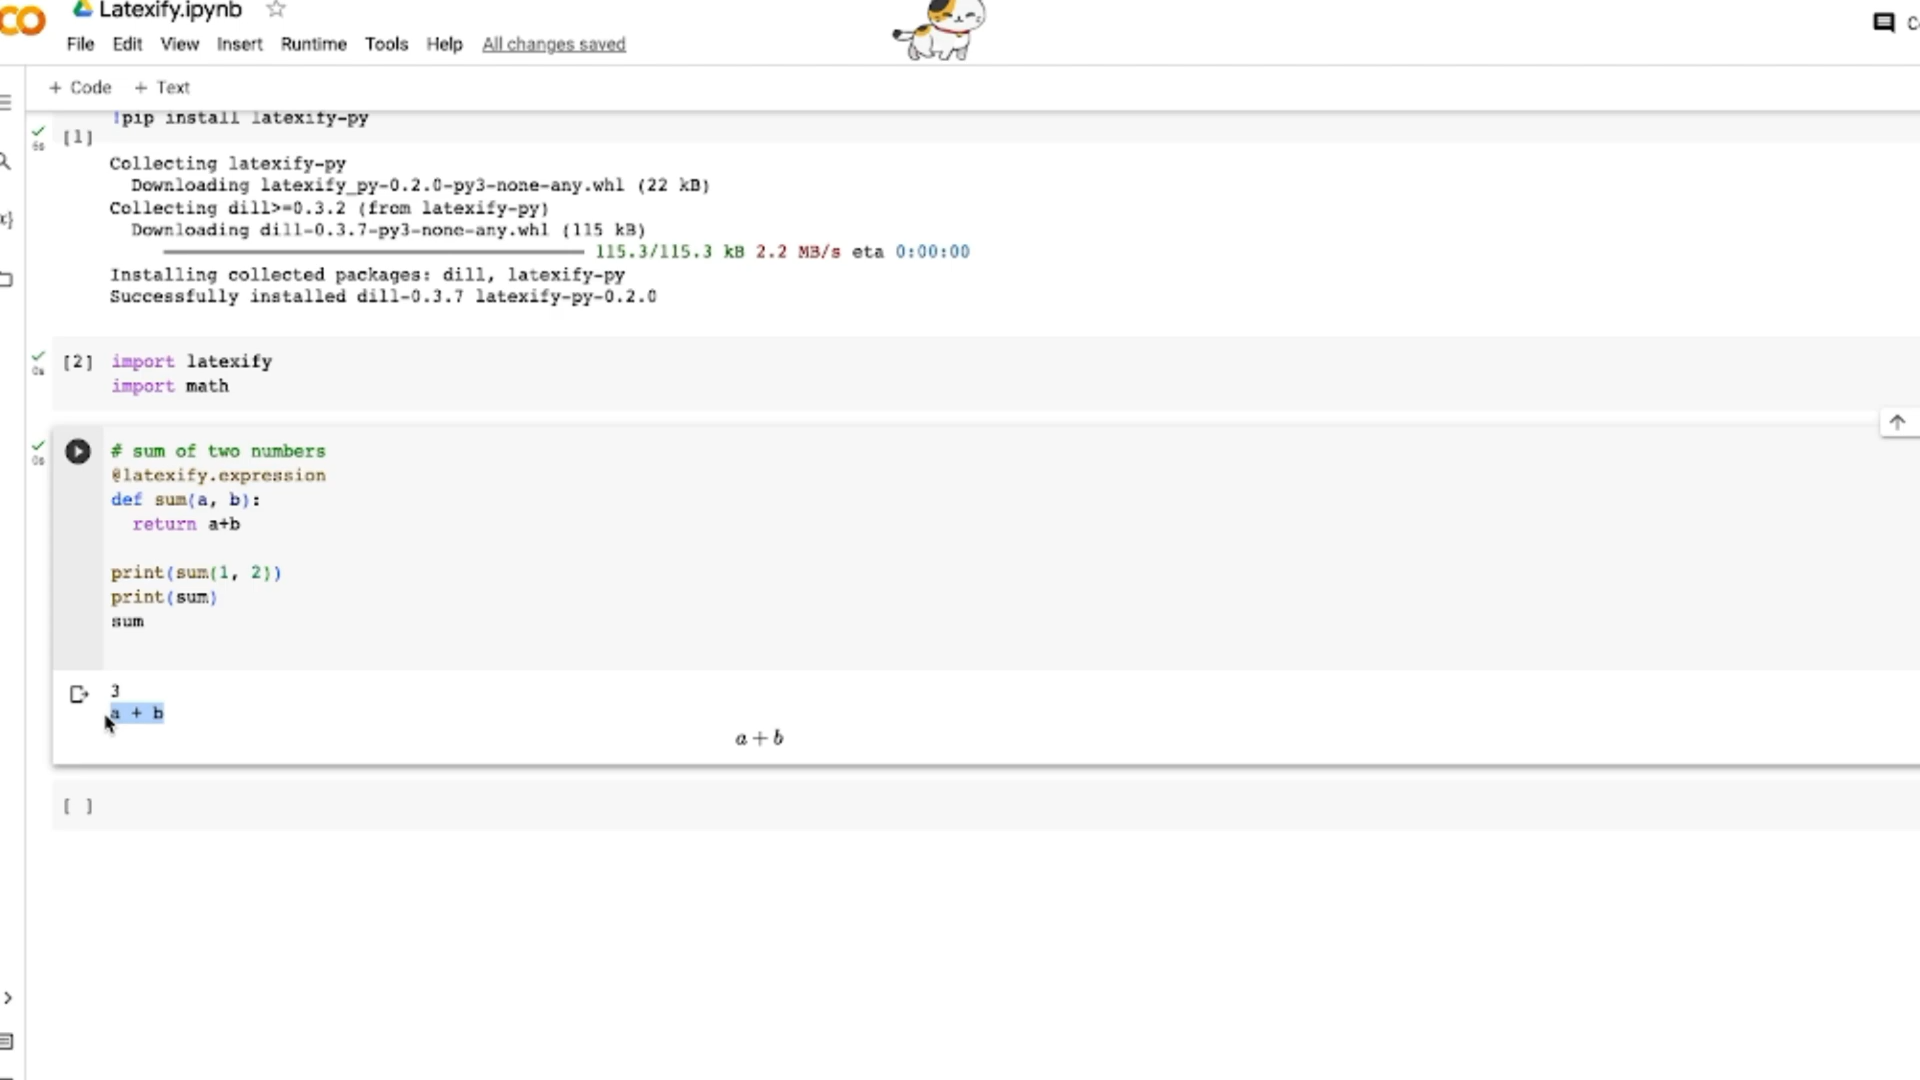 Latexify.ipynb
File Edit View Insert Runtime Tools Help All changes saved
+ Code + Text
!pip install latexify-py
6s
[1]
Collecting latexify-py
Downloading latexify_py-0.2.0-py3-none-any.whl (22 kB)
Collecting dill>=0.3.2 (from latexify-py)
Downloading dill-0.3.7-py3-none-any.whl (115 kB)
115.3/115.3 kB 2.2 MB/s eta 0:00:00
Installing collected packages: dill, latexify-py
Successfully installed dill-0.3.7 latexify-py-0.2.0
[2] import latexify
0s
import math
# sum of two numbers
0s
@latexify.expression
def sum(a, b):
return a+b
print(sum(1, 2))
print(sum)
sum
3
a + b
a + b
[ ]